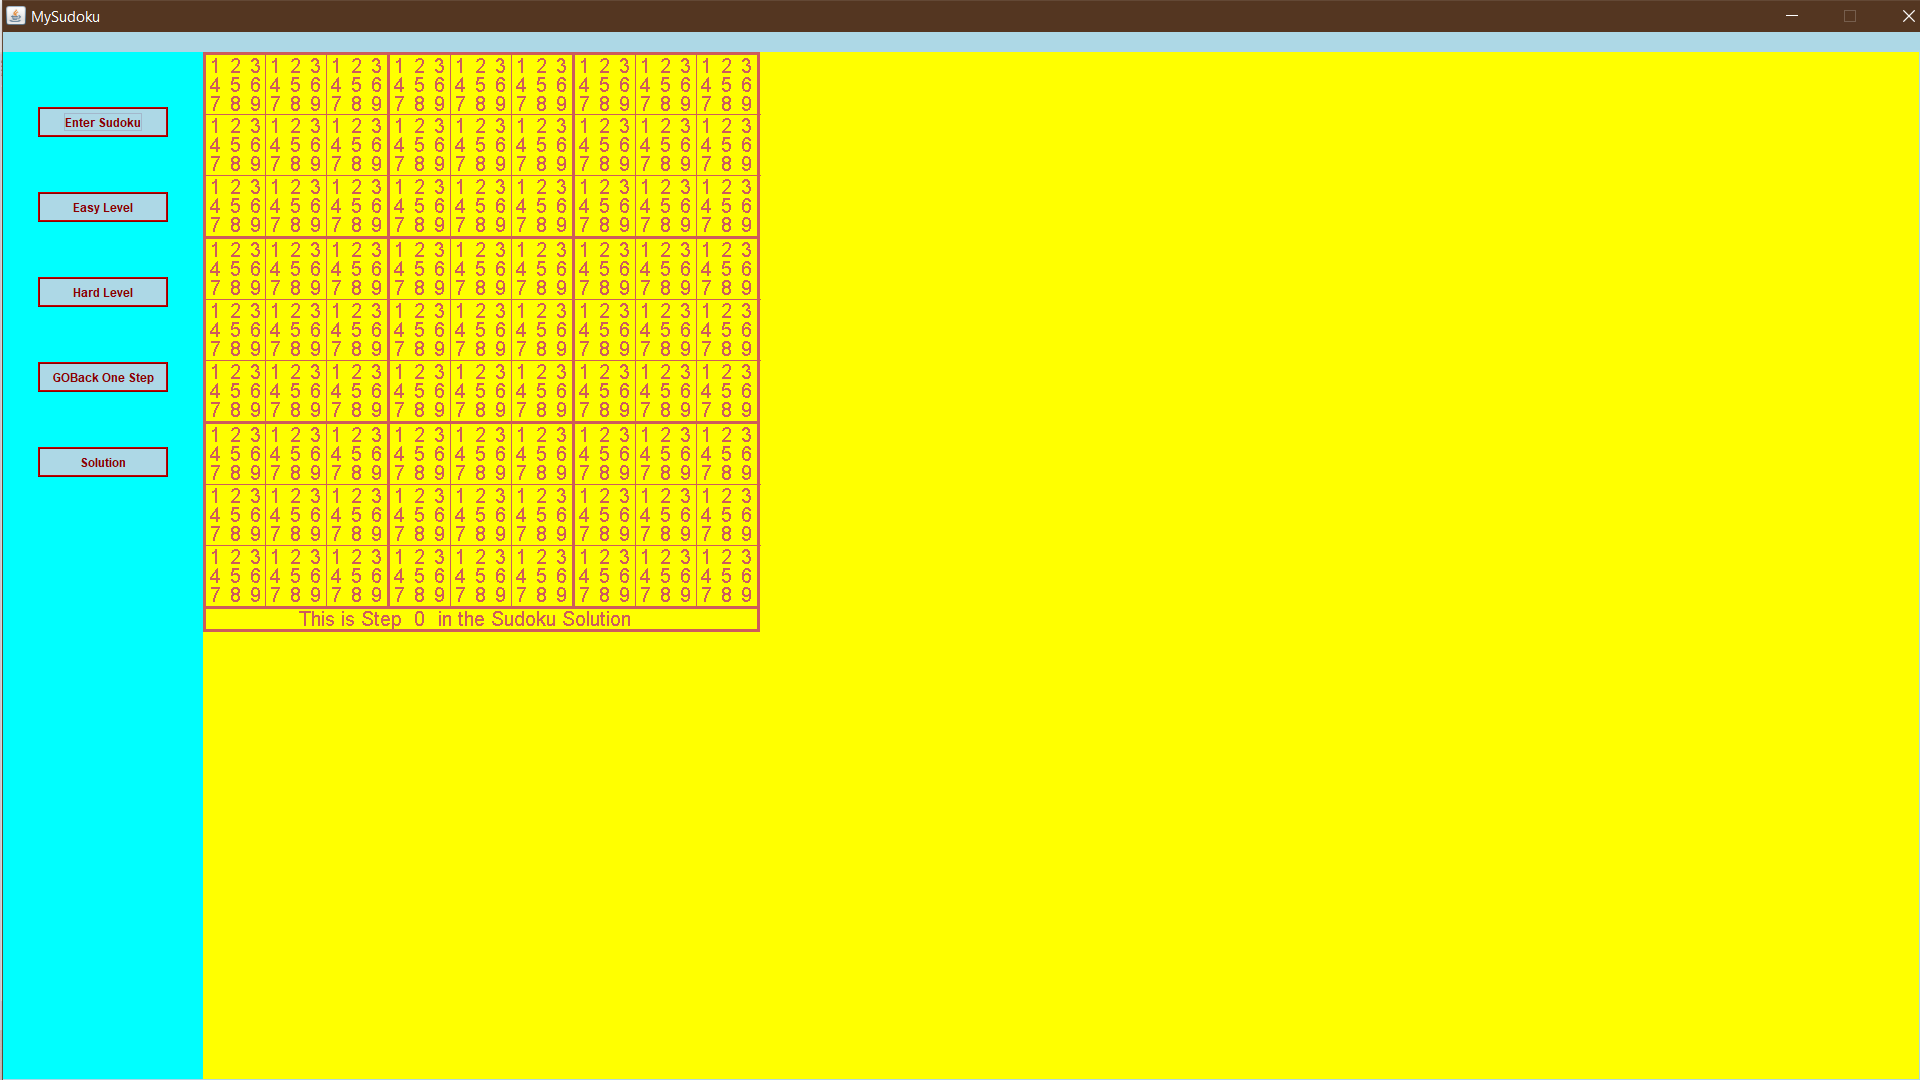 MySudoku
Enter Sudoku
Easy Level
Hard Level
GOBack One Step
Solution
1 2 3 1 2 3 1 2 3 1 2 3 1 2 3 1 2 3 1 2 3 1 2 3 1 2 3
4 5 6 4 5 6 4 5 6 4 5 6 4 5 6 4 5 6 4 5 6 4 5 6 4 5 6
7 8 9 7 8 9 7 8 9 7 8 9 7 8 9 7 8 9 7 8 9 7 8 9 7 8 9
1 2 3 1 2 3 1 2 3 1 2 3 1 2 3 1 2 3 1 2 3 1 2 3 1 2 3
4 5 6 4 5 6 4 5 6 4 5 6 4 5 6 4 5 6 4 5 6 4 5 6 4 5 6
7 8 9 7 8 9 7 8 9 7 8 9 7 8 9 7 8 9 7 8 9 7 8 9 7 8 9
1 2 3 1 2 3 1 2 3 1 2 3 1 2 3 1 2 3 1 2 3 1 2 3 1 2 3
4 5 6 4 5 6 4 5 6 4 5 6 4 5 6 4 5 6 4 5 6 4 5 6 4 5 6
7 8 9 7 8 9 7 8 9 7 8 9 7 8 9 7 8 9 7 8 9 7 8 9 7 8 9
1 2 3 1 2 3 1 2 3 1 2 3 1 2 3 1 2 3 1 2 3 1 2 3 1 2 3
4 5 6 4 5 6 4 5 6 4 5 6 4 5 6 4 5 6 4 5 6 4 5 6 4 5 6
7 8 9 7 8 9 7 8 9 7 8 9 7 8 9 7 8 9 7 8 9 7 8 9 7 8 9
1 2 3 1 2 3 1 2 3 1 2 3 1 2 3 1 2 3 1 2 3 1 2 3 1 2 3
4 5 6 4 5 6 4 5 6 4 5 6 4 5 6 4 5 6 4 5 6 4 5 6 4 5 6
7 8 9 7 8 9 7 8 9 7 8 9 7 8 9 7 8 9 7 8 9 7 8 9 7 8 9
1 2 3 1 2 3 1 2 3 1 2 3 1 2 3 1 2 3 1 2 3 1 2 3 1 2 3
4 5 6 4 5 6 4 5 6 4 5 6 4 5 6 4 5 6 4 5 6 4 5 6 4 5 6
7 8 9 7 8 9 7 8 9 7 8 9 7 8 9 7 8 9 7 8 9 7 8 9 7 8 9
1 2 3 1 2 3 1 2 3 1 2 3 1 2 3 1 2 3 1 2 3 1 2 3 1 2 3
4 5 6 4 5 6 4 5 6 4 5 6 4 5 6 4 5 6 4 5 6 4 5 6 4 5 6
7 8 9 7 8 9 7 8 9 7 8 9 7 8 9 7 8 9 7 8 9 7 8 9 7 8 9
1 2 3 1 2 3 1 2 3 1 2 3 1 2 3 1 2 3 1 2 3 1 2 3 1 2 3
4 5 6 4 5 6 4 5 6 4 5 6 4 5 6 4 5 6 4 5 6 4 5 6 4 5 6
7 8 9 7 8 9 7 8 9 7 8 9 7 8 9 7 8 9 7 8 9 7 8 9 7 8 9
1 2 3 1 2 3 1 2 3 1 2 3 1 2 3 1 2 3 1 2 3 1 2 3 1 2 3
4 5 6 4 5 6 4 5 6 4 5 6 4 5 6 4 5 6 4 5 6 4 5 6 4 5 6
7 8 9 7 8 9 7 8 9 7 8 9 7 8 9 7 8 9 7 8 9 7 8 9 7 8 9
This is Step 0 in the Sudoku Solution